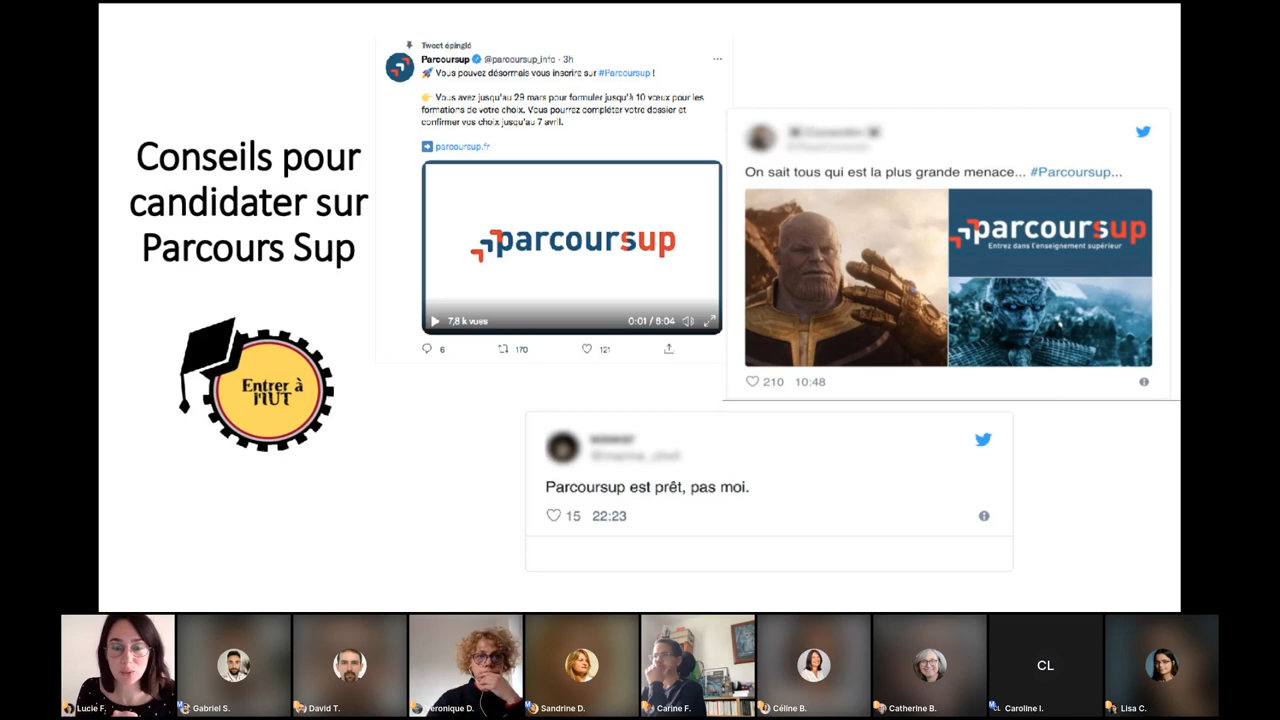 Conseils pour
candidater sur
Parcours Sup
Entrer à
l'IUT
Tweet épinglé
Parcoursup @parcoursup_info · 3h
Vous pouvez désormais vous inscrire sur #Parcoursup !
Vous avez jusqu'au 29 mars pour formuler jusqu'à 10 vœux pour les
formations de votre choix. Vous pourrez compléter votre dossier et
confirmer vos choix jusqu'au 7 avril.
parcoursup.fr
parcoursup
7,8 k vues 0:01 / 8:04
6 170 121
On sait tous qui est la plus grande menace... #Parcoursup...
parcoursup
Entrez dans l'enseignement supérieur
210 10:48
Parcoursup est prêt, pas moi.
15 22:23
CL
Lucie F.
Gabriel S.
David T.
Véronique D.
Sandrine D.
Carine F.
Céline B.
Catherine B.
CL Caroline I.
Lisa C.